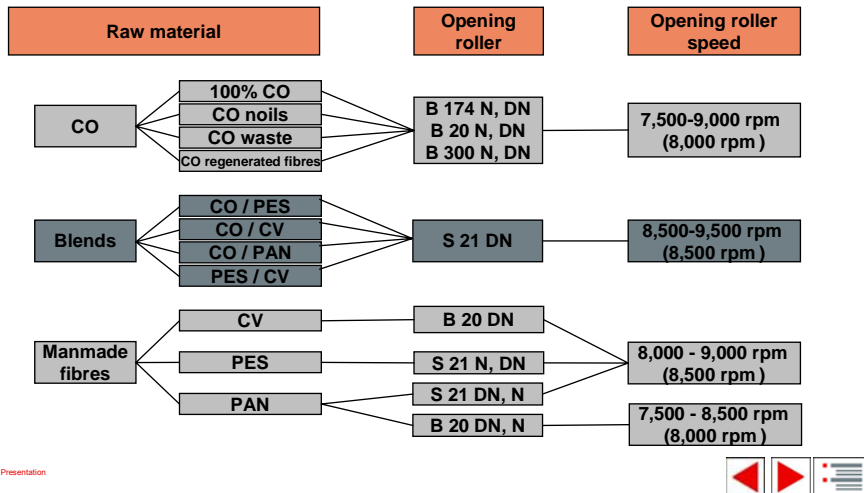 Raw material
Opening
roller
Opening roller
speed
CO
100% CO
CO noils
CO waste
CO regenerated fibres
B 174 N, DN
B 20 N, DN
B 300 N, DN
7,500-9,000 rpm
(8,000 rpm )
Blends
CO / PES
CO / CV
CO / PAN
PES / CV
S 21 DN
8,500-9,500 rpm
(8,500 rpm )
Manmade
fibres
CV
PES
PAN
B 20 DN
S 21 N, DN
S 21 DN, N
B 20 DN, N
8,000 - 9,000 rpm
(8,500 rpm )
7,500 - 8,500 rpm
(8,000 rpm )
Presentation